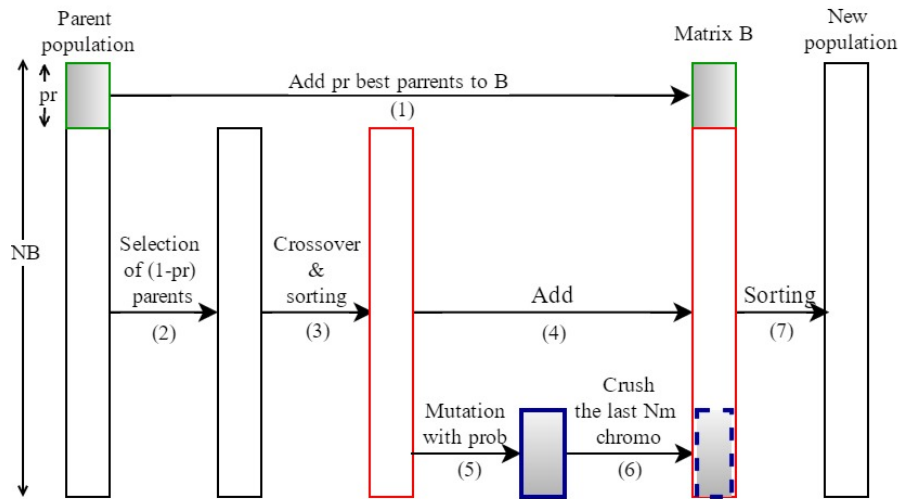 Parent
population
Matrix B
New
population
pr
Add pr best parrents to B
(1)
NB
Selection
of (1-pr)
parents
(2)
Crossover
&
sorting
(3)
Add
(4)
Sorting
(7)
Mutation
with prob
(5)
Crush
the last Nm
chromo
(6)